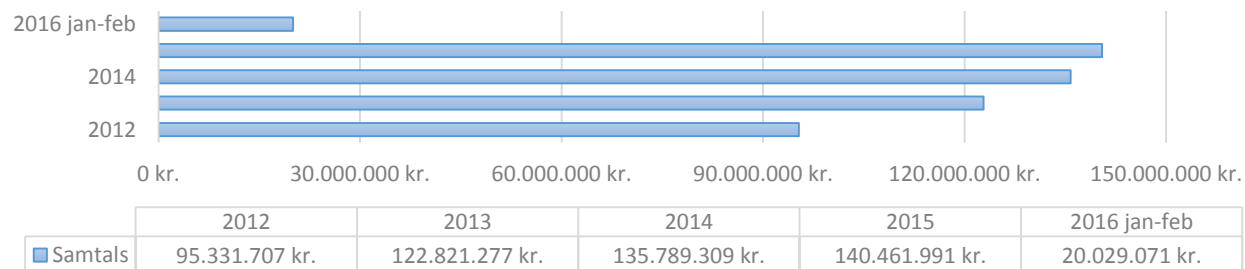 2016 jan-feb
2014
2012
0 kr. 30.000.000 kr. 60.000.000 kr. 90.000.000 kr. 120.000.000 kr. 150.000.000 kr.
2012 2013 2014 2015 2016 jan-feb
Samtals 95.331.707 kr. 122.821.277 kr. 135.789.309 kr. 140.461.991 kr. 20.029.071 kr.